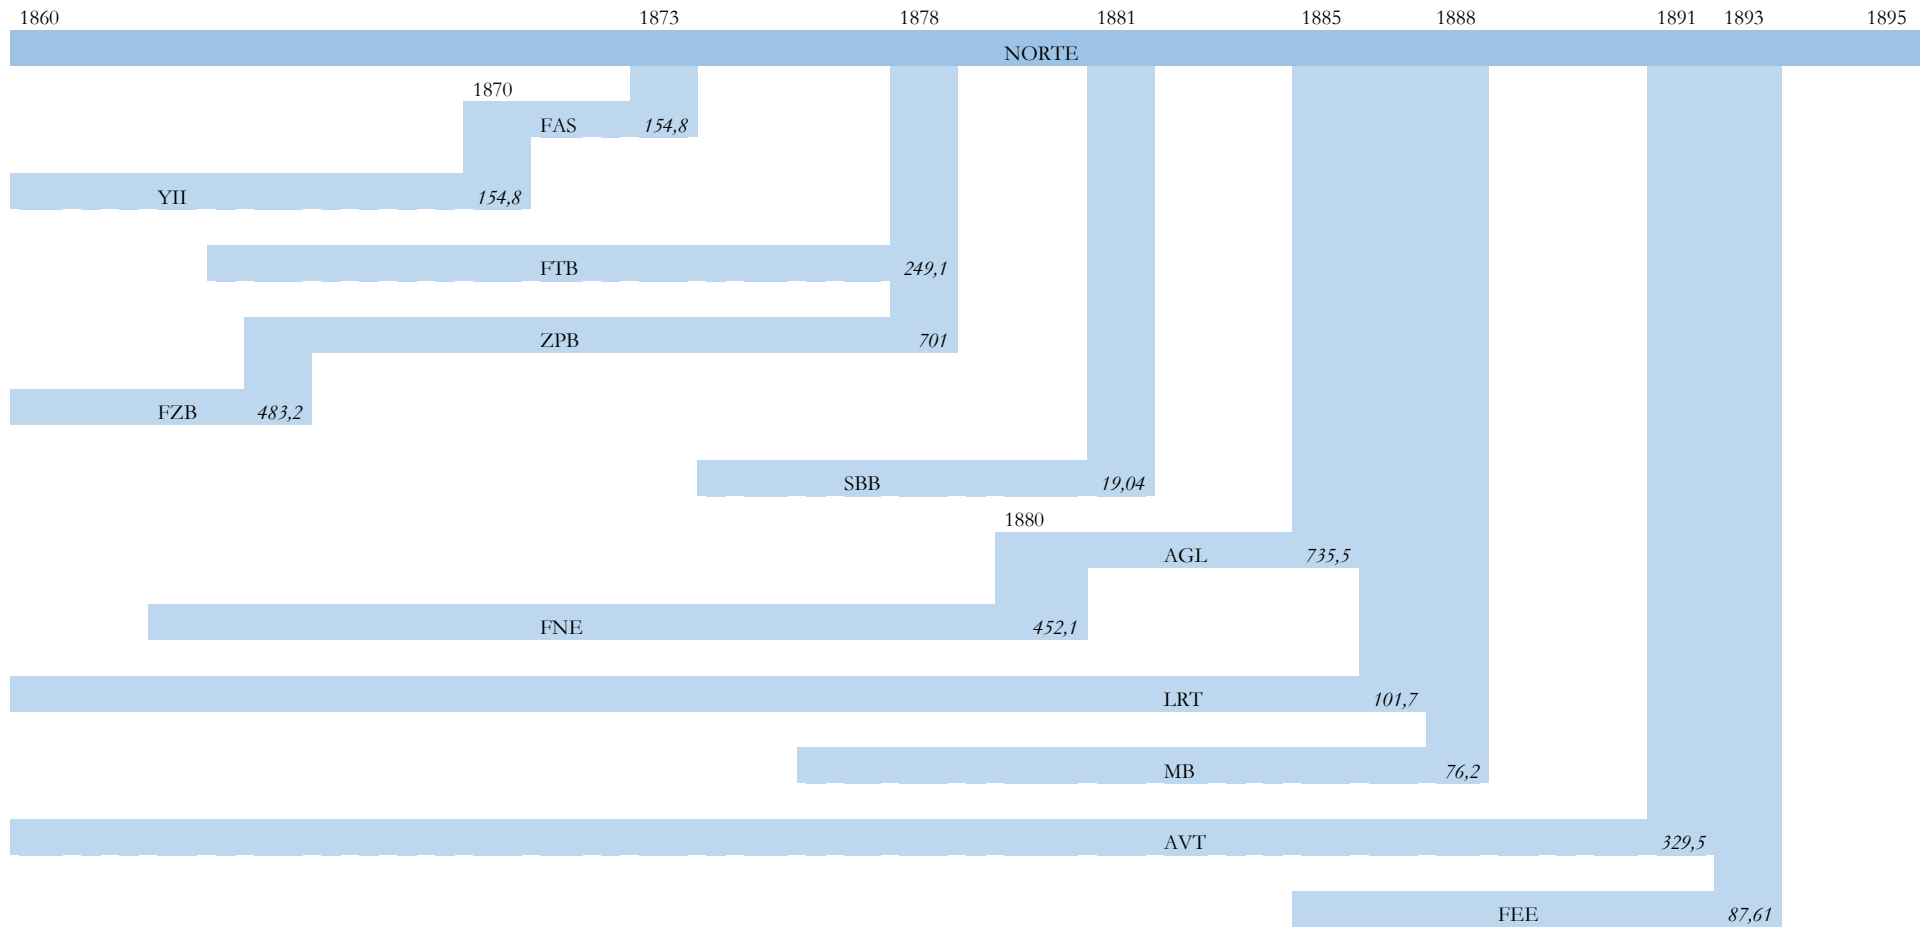 1860 1873 1878 1881 1885 1888 1891 1893 1895
NORTE
1870
FAS 154,8
YII 154,8
FTB 249,1
ZPB 701
FZB 483,2
SBB 19,04
1880
AGL 735,5
FNE 452,1
LRT 101,7
MB 76,2
AVT 329,5
FEE 87,61